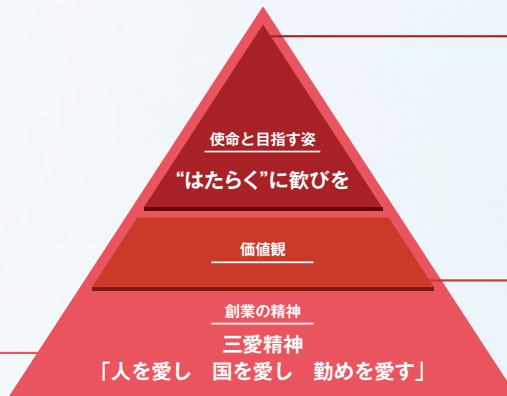 使命と目指す姿
“はたらく”に歓びを
価値観
創業の精神
三愛精神
「人を愛し　国を愛し　勤めを愛す」